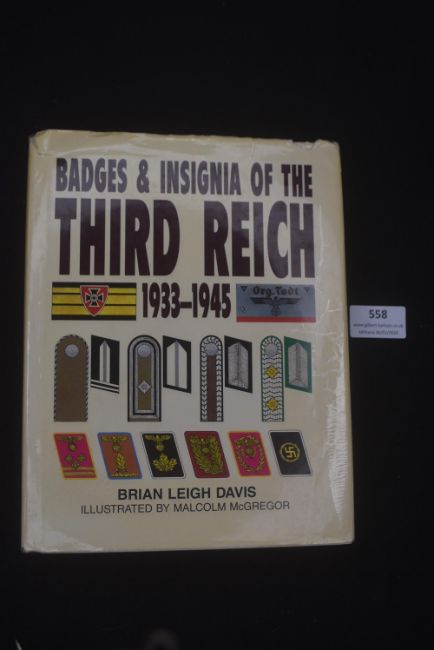 BADGES & INSIGNIA OF THE
THIRD REICH
1933–1945
Org.Todt
BRIAN LEIGH DAVIS
ILLUSTRATED BY MALCOLM McGREGOR
558